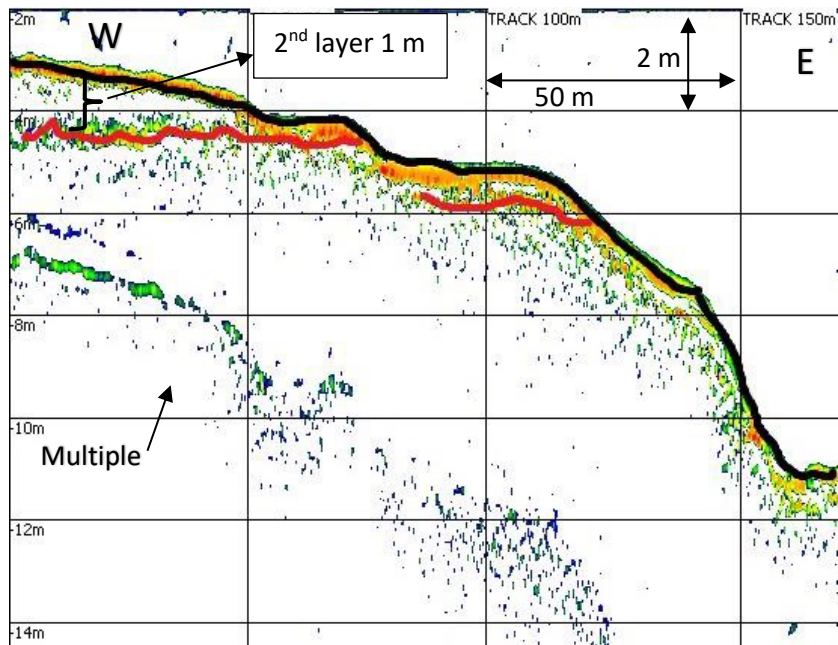 -2m
W
2nd layer 1 m
TRACK 100m
2 m
50 m
TRACK 150m
E
-4m
-6m
-8m
-10m
Multiple
-12m
-14m